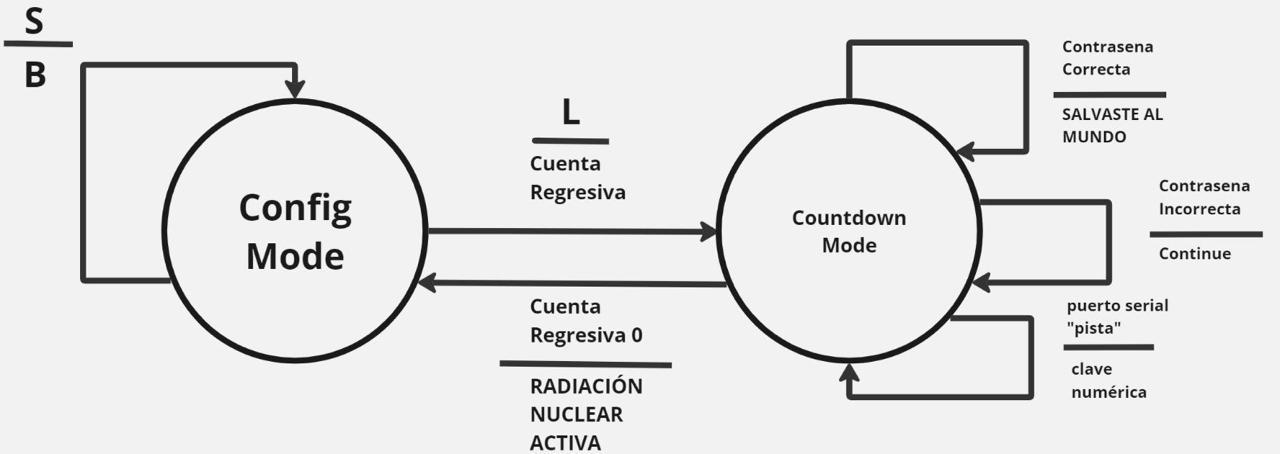 S
B
Config
Mode
L
Cuenta
Regresiva
Cuenta
Regresiva 0
RADIACIÓN
NUCLEAR
ACTIVA
Countdown
Mode
Contrasena
Correcta
SALVASTE AL
MUNDO
Contrasena
Incorrecta
Continue
puerto serial
"pista"
clave
numérica